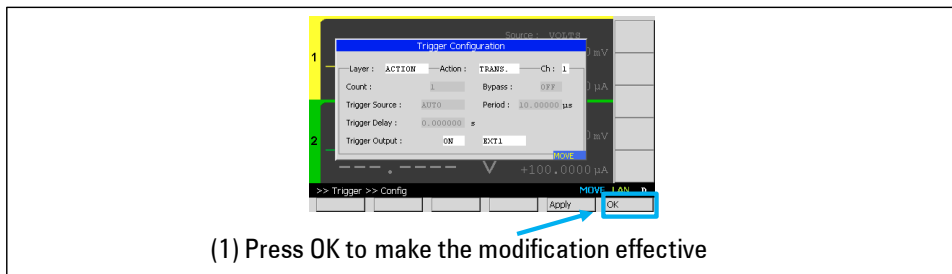 Source : VOLTS
Trigger Configuration
1
mV
Layer : ACTION Action : TRANS. Ch : 1
Count : 1 Bypass : OFF
μA
Trigger Source : AUTO Period : 10.00000 μs
Trigger Delay : 0.000000 s
2
mV
Trigger Output : ON EXT1
MOVE
---.---- V +100.0000 μA
>> Trigger >> Config MOVE LAN
Apply OK
(1) Press OK to make the modification effective